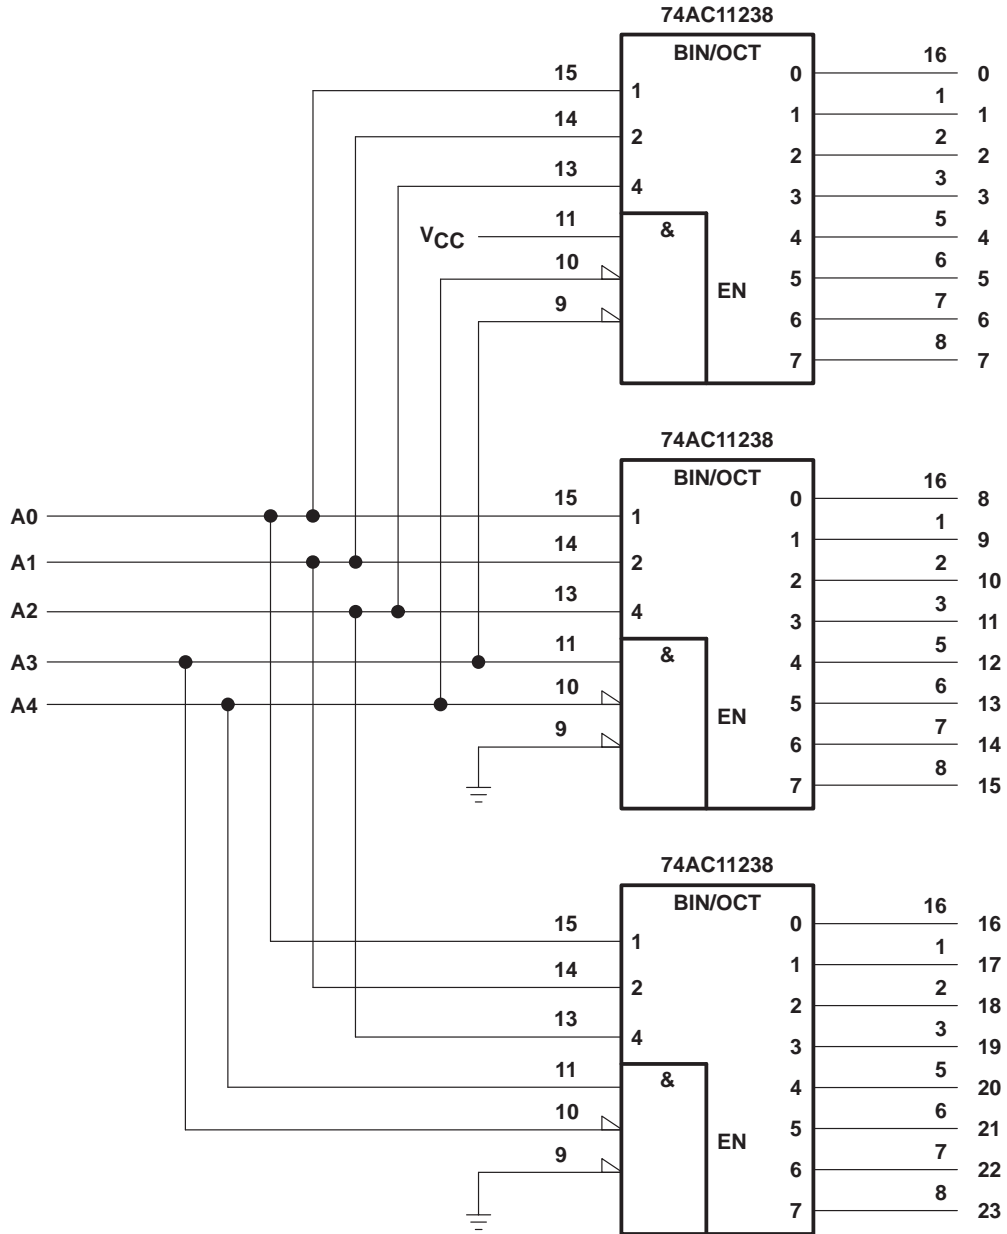 74AC11238
BIN/OCT
15 1 0 16 0
14 2 1 1 1
13 4 2 2 2
3 3 3
VCC 11 & 4 5 4
10 EN 5 6 5
9 6 7 6
7 8 7
74AC11238
BIN/OCT
A0 15 1 0 16 8
A1 14 2 1 1 9
A2 13 4 2 2 10
3 3 11
A3 11 & 4 5 12
A4 10 EN 5 6 13
9 6 7 14
7 8 15
74AC11238
BIN/OCT
15 1 0 16 16
14 2 1 1 17
13 4 2 2 18
3 3 19
11 & 4 5 20
10 EN 5 6 21
9 6 7 22
7 8 23